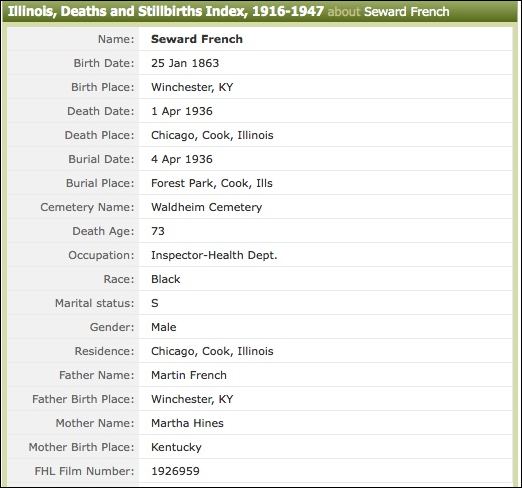 Illinois, Deaths and Stillbirths Index, 1916-1947 about Seward French
Name: Seward French
Birth Date: 25 Jan 1863
Birth Place: Winchester, KY
Death Date: 1 Apr 1936
Death Place: Chicago, Cook, Illinois
Burial Date: 4 Apr 1936
Burial Place: Forest Park, Cook, Ills
Cemetery Name: Waldheim Cemetery
Death Age: 73
Occupation: Inspector-Health Dept.
Race: Black
Marital status: S
Gender: Male
Residence: Chicago, Cook, Illinois
Father Name: Martin French
Father Birth Place: Winchester, KY
Mother Name: Martha Hines
Mother Birth Place: Kentucky
FHL Film Number: 1926959